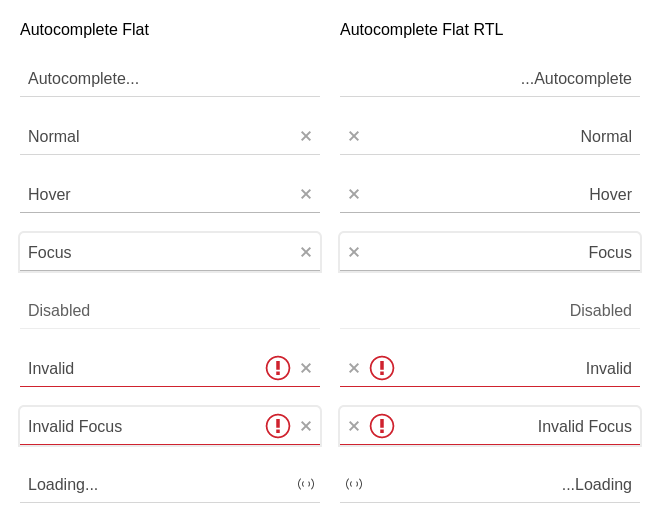 Autocomplete Flat
Autocomplete...
Normal
Hover
Focus
Disabled
Invalid
Invalid Focus
Loading...
Autocomplete Flat RTL
...Autocomplete
Normal
Hover
Focus
Disabled
Invalid
Invalid Focus
...Loading